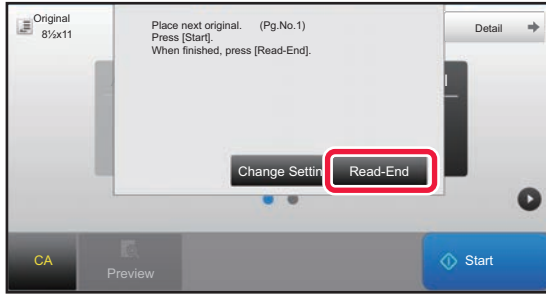 Original
8½x11
Place next original. (Pg.No.1)
Press [Start].
When finished, press [Read-End].
Detail
Change Settin
Read-End
CA
Preview
Start